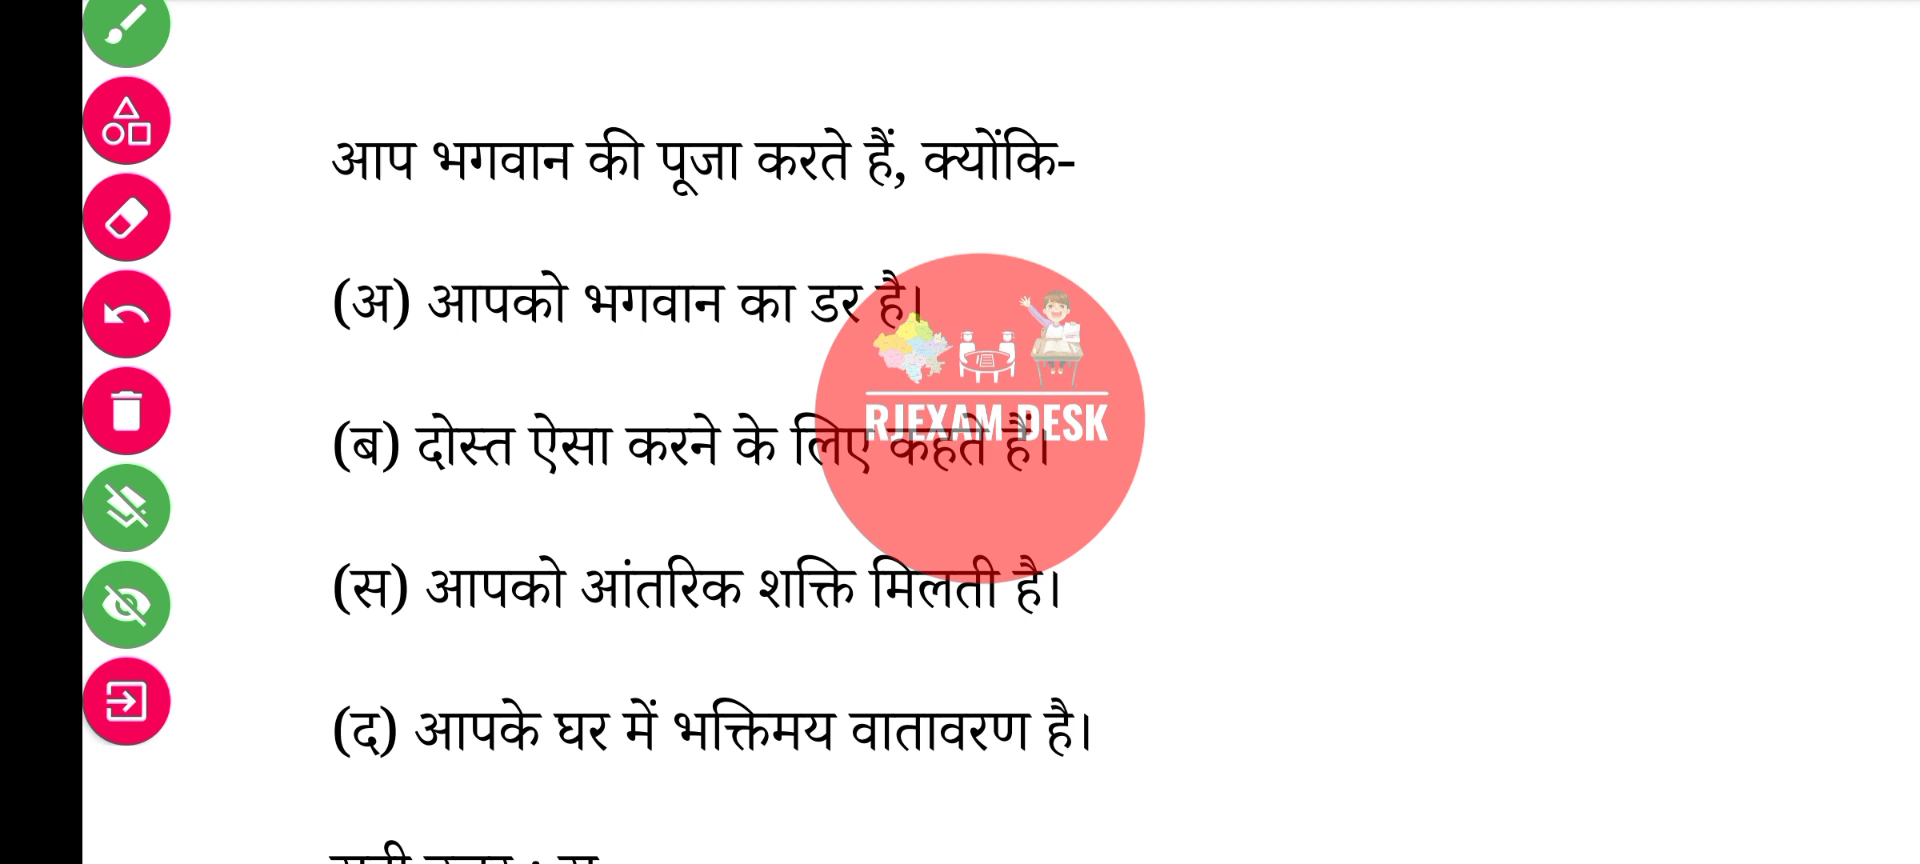 आप भगवान की पूजा करते हैं, क्योंकि-
(अ) आपको भगवान का डर है।
(ब) दोस्त ऐसा करने के लिए कहते हैं।
RJEXAM DESK
(स) आपको आंतरिक शक्ति मिलती है।
(द) आपके घर में भक्तिमय वातावरण है।